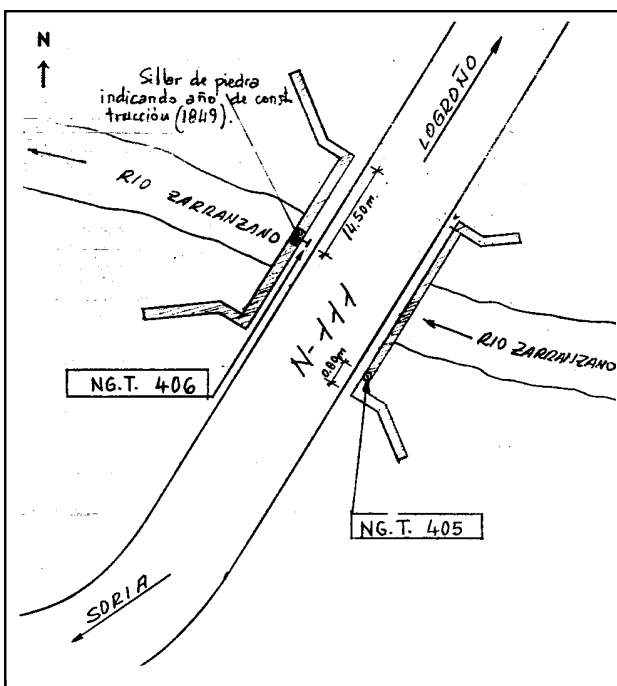 N
Sillar de piedra
indicando año de const
trucción (1849).
LOGROÑO
RIO ZARRANZANO
14.50m.
N-111
0.80m
RIO ZARRANZANO
NG.T. 406
NG.T. 405
SORIA